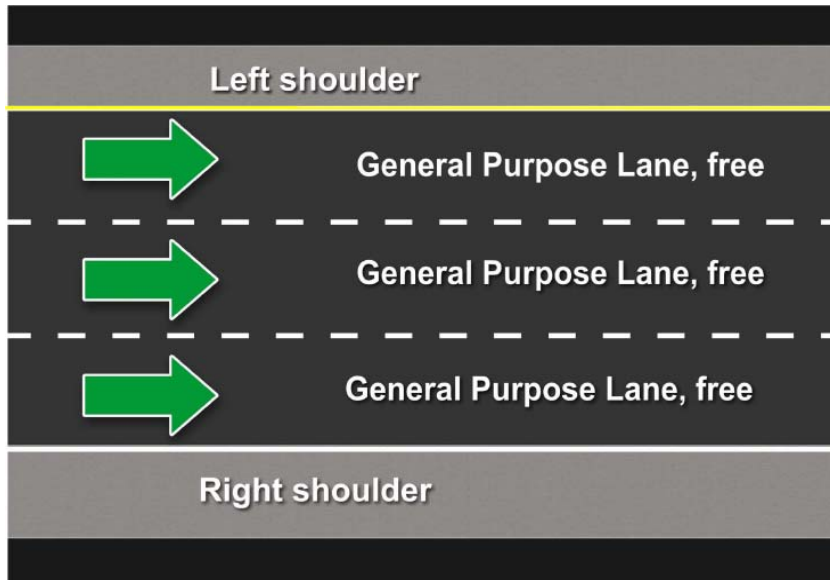 Left shoulder
General Purpose Lane, free
General Purpose Lane, free
General Purpose Lane, free
Right shoulder